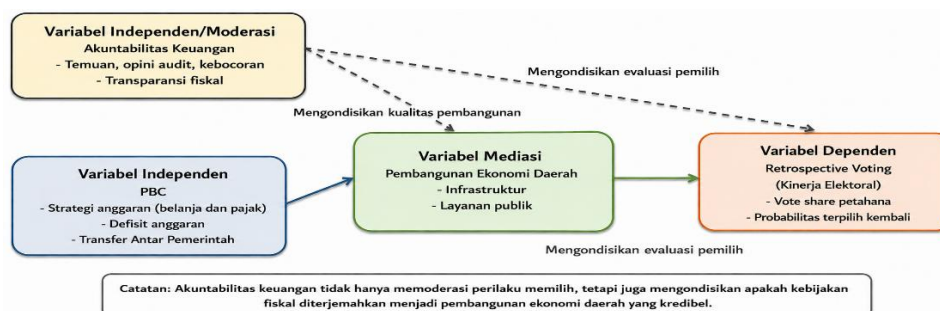 Variabel Independen/Moderasi
Akuntabilitas Keuangan
- Temuan, opini audit, kebocoran
- Transparansi fiskal
Mengondisikan evaluasi pemilih
Mengondisikan kualitas pembangunan
Variabel Independen
PBC
- Strategi anggaran (belanja dan pajak)
- Defisit anggaran
- Transfer Antar Pemerintah
Variabel Mediasi
Pembangunan Ekonomi Daerah
- Infrastruktur
- Layanan publik
Variabel Dependen
Retrospective Voting
(Kinerja Elektoral)
- Vote share petahana
- Probabilitas terpilih kembali
Mengondisikan evaluasi pemilih
Catatan: Akuntabilitas keuangan tidak hanya memoderasi perilaku memilih, tetapi juga mengondisikan apakah kebijakan
fiskal diterjemahkan menjadi pembangunan ekonomi daerah yang kredibel.